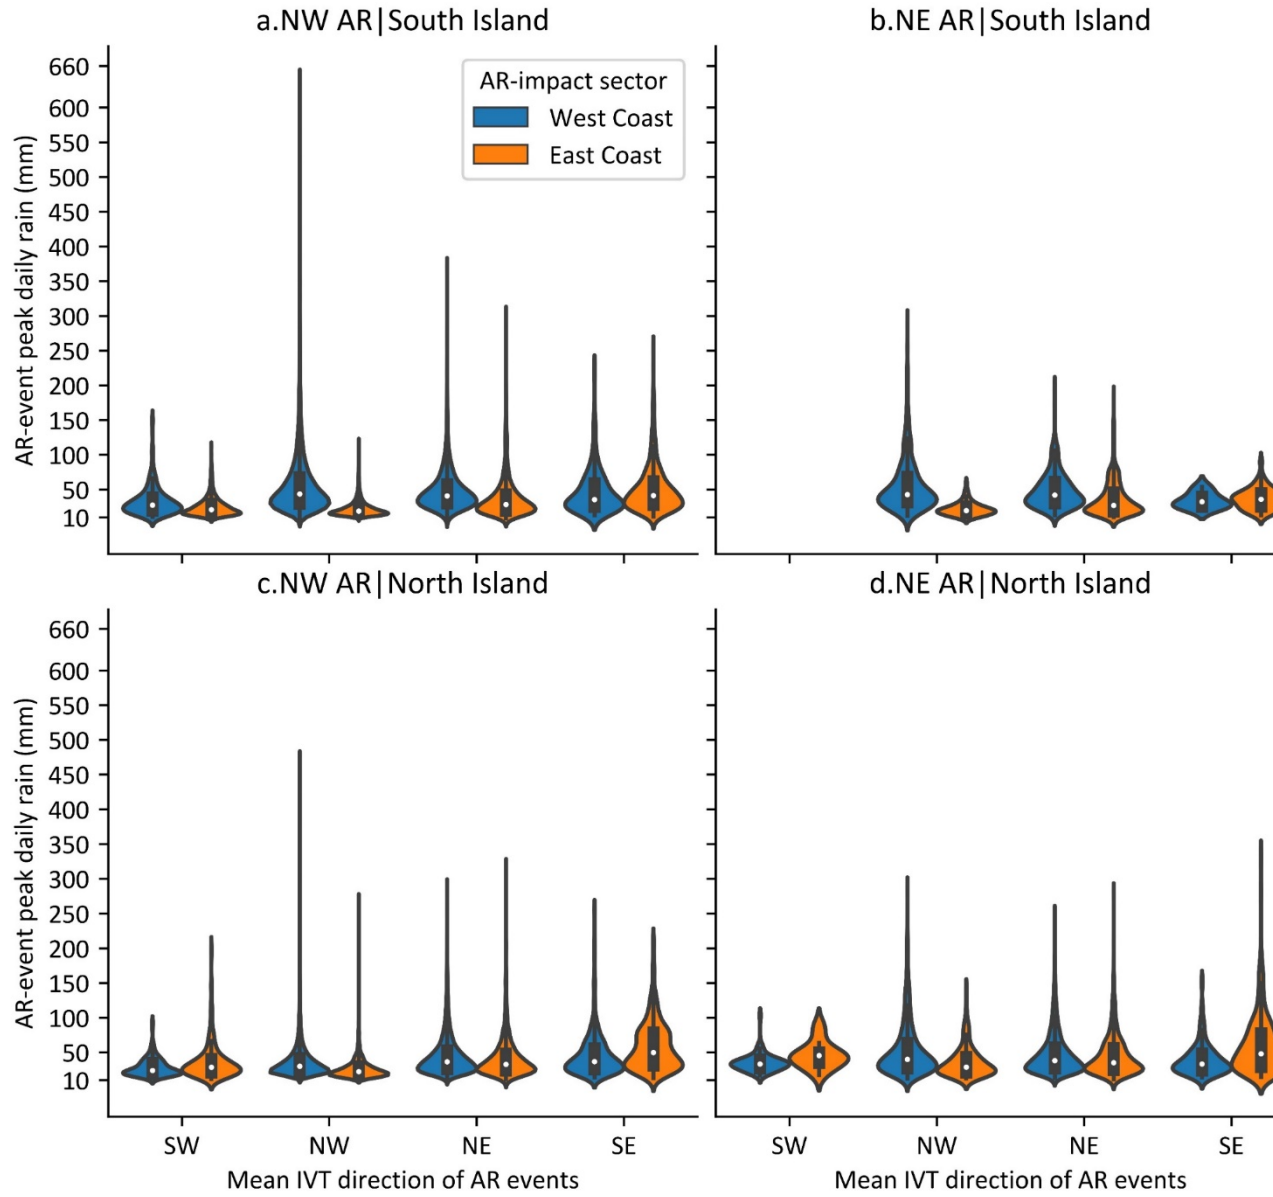 a.NW AR|South Island
b.NE AR|South Island
AR-event peak daily rain (mm)
660
600
550
500
450
400
350
300
250
200
150
100
50
10
AR-impact sector
West Coast
East Coast
c.NW AR|North Island
d.NE AR|North Island
AR-event peak daily rain (mm)
660
600
550
500
450
400
350
300
250
200
150
100
50
10
SW NW NE SE
SW NW NE SE
Mean IVT direction of AR events
Mean IVT direction of AR events